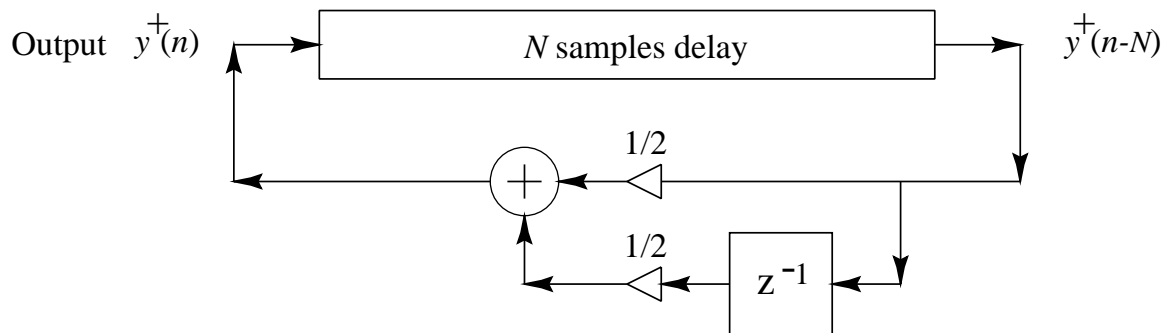 Output y⁺(n)
N samples delay
y⁺(n-N)
1/2
+
1/2
z⁻¹